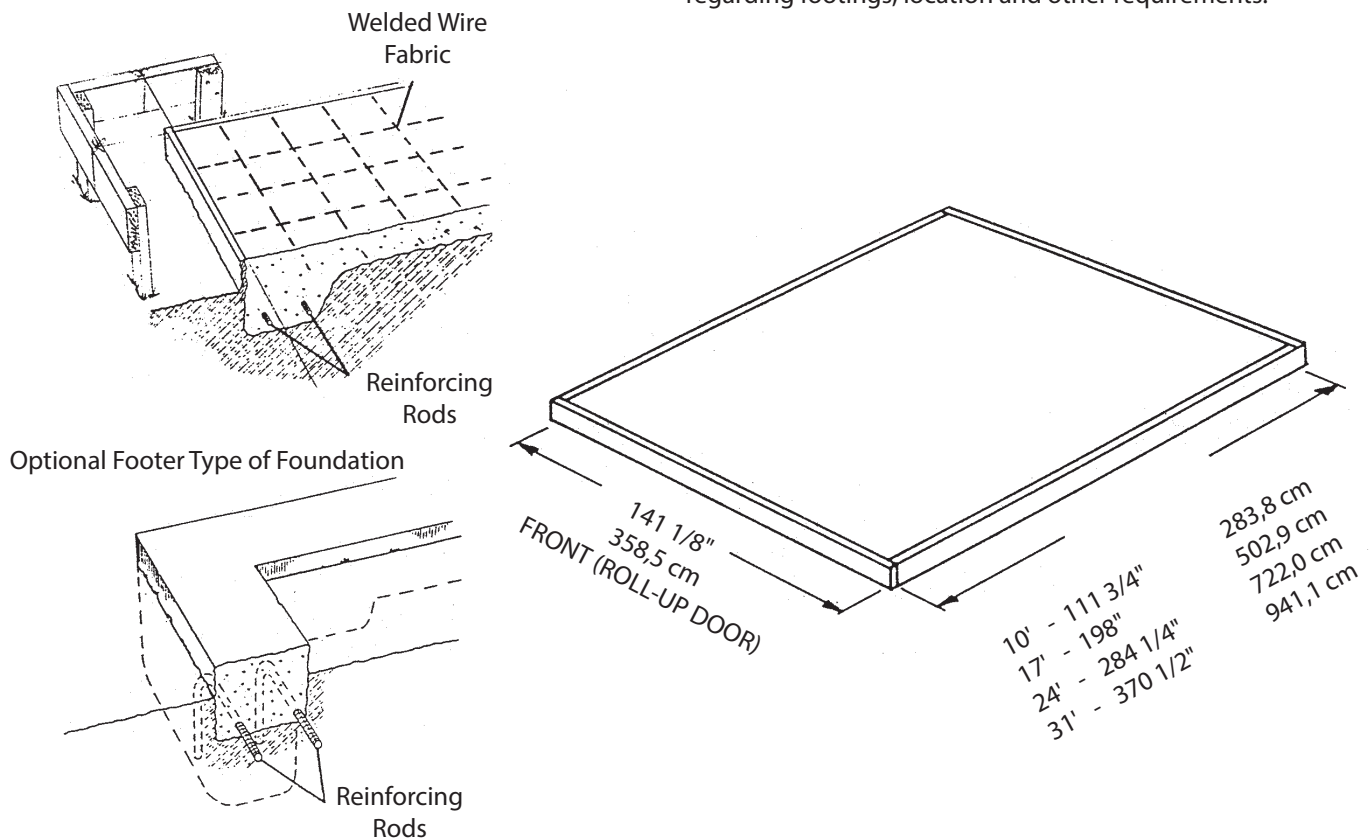 regarding footings, location and other requirements.
Welded Wire
Fabric
Reinforcing
Rods
Optional Footer Type of Foundation
Reinforcing
Rods
141 1/8"
358,5 cm
FRONT (ROLL-UP DOOR)
10' - 111 3/4"
17' - 198"
24' - 284 1/4"
31' - 370 1/2"
283,8 cm
502,9 cm
722,0 cm
941,1 cm